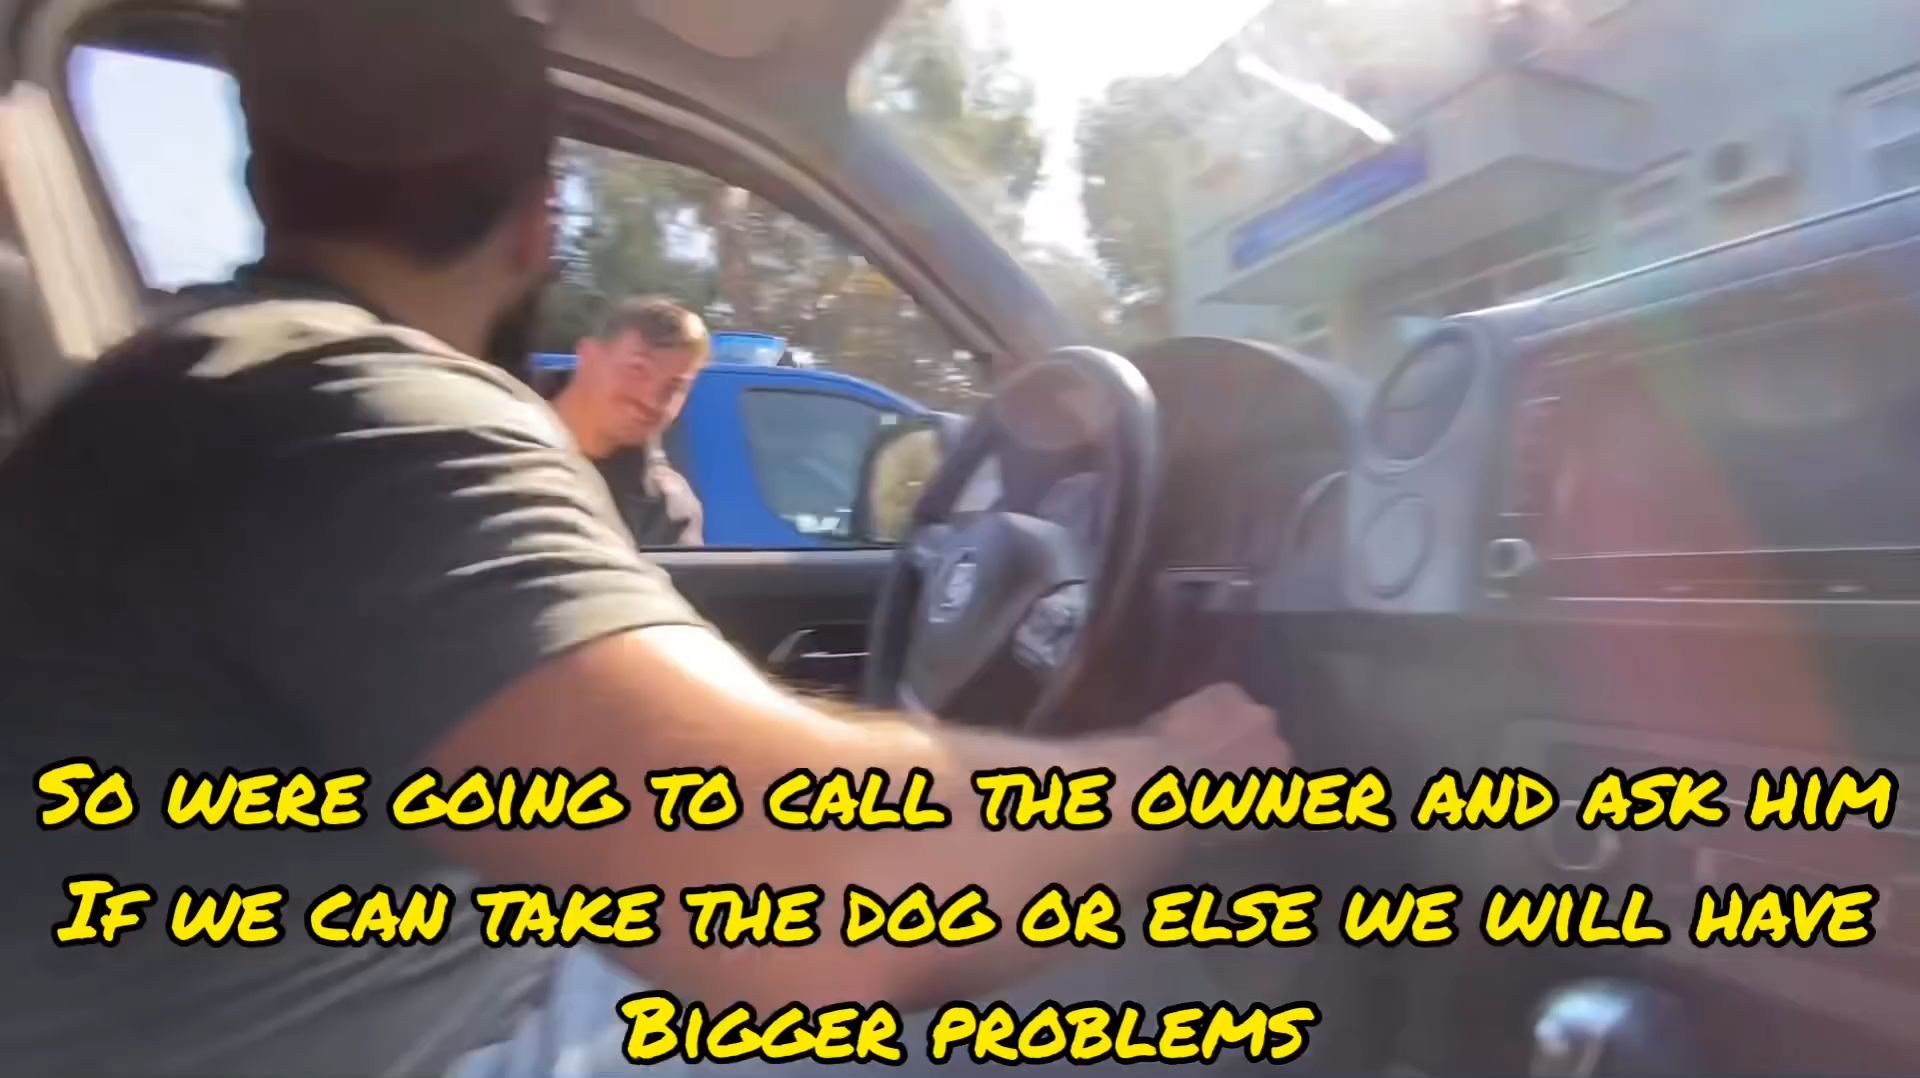 So were going to call the owner and ask him
If we can take the dog or else we will have
Bigger problems